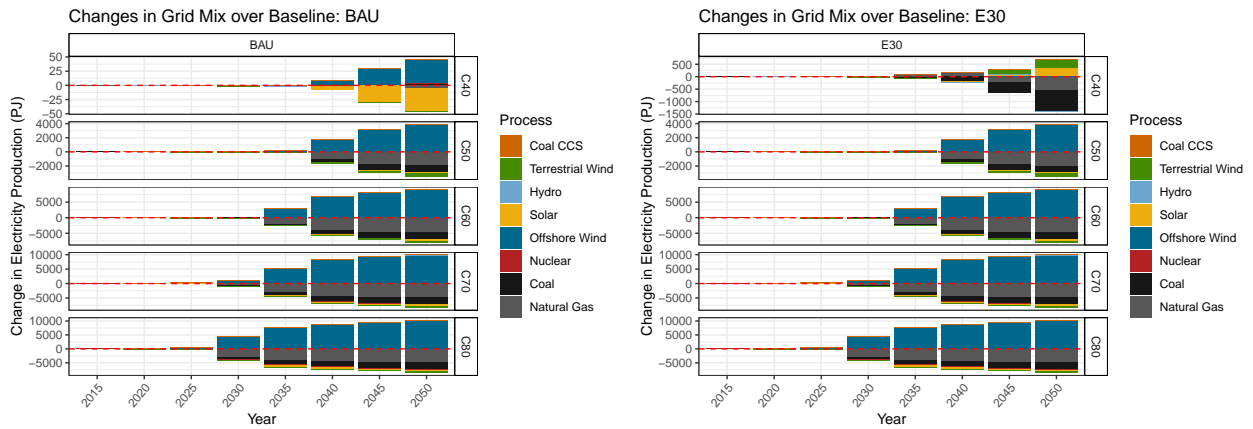 Changes in Grid Mix over Baseline: BAU
BAU
Change in Electricity Production (PJ)
50
25
0
−25
−50
C40
4000
2000
0
−2000
C50
5000
0
−5000
C60
10000
5000
0
−5000
C70
10000
5000
0
−5000
C80
2015 2020 2025 2030 2035 2040 2045 2050
Year
Process
Coal CCS
Terrestrial Wind
Hydro
Solar
Offshore Wind
Nuclear
Coal
Natural Gas
Changes in Grid Mix over Baseline: E30
E30
Change in Electricity Production (PJ)
500
0
−500
−1000
−1500
C40
4000
2000
0
−2000
C50
5000
0
−5000
C60
10000
5000
0
−5000
C70
10000
5000
0
−5000
C80
2015 2020 2025 2030 2035 2040 2045 2050
Year
Process
Coal CCS
Terrestrial Wind
Hydro
Solar
Offshore Wind
Nuclear
Coal
Natural Gas